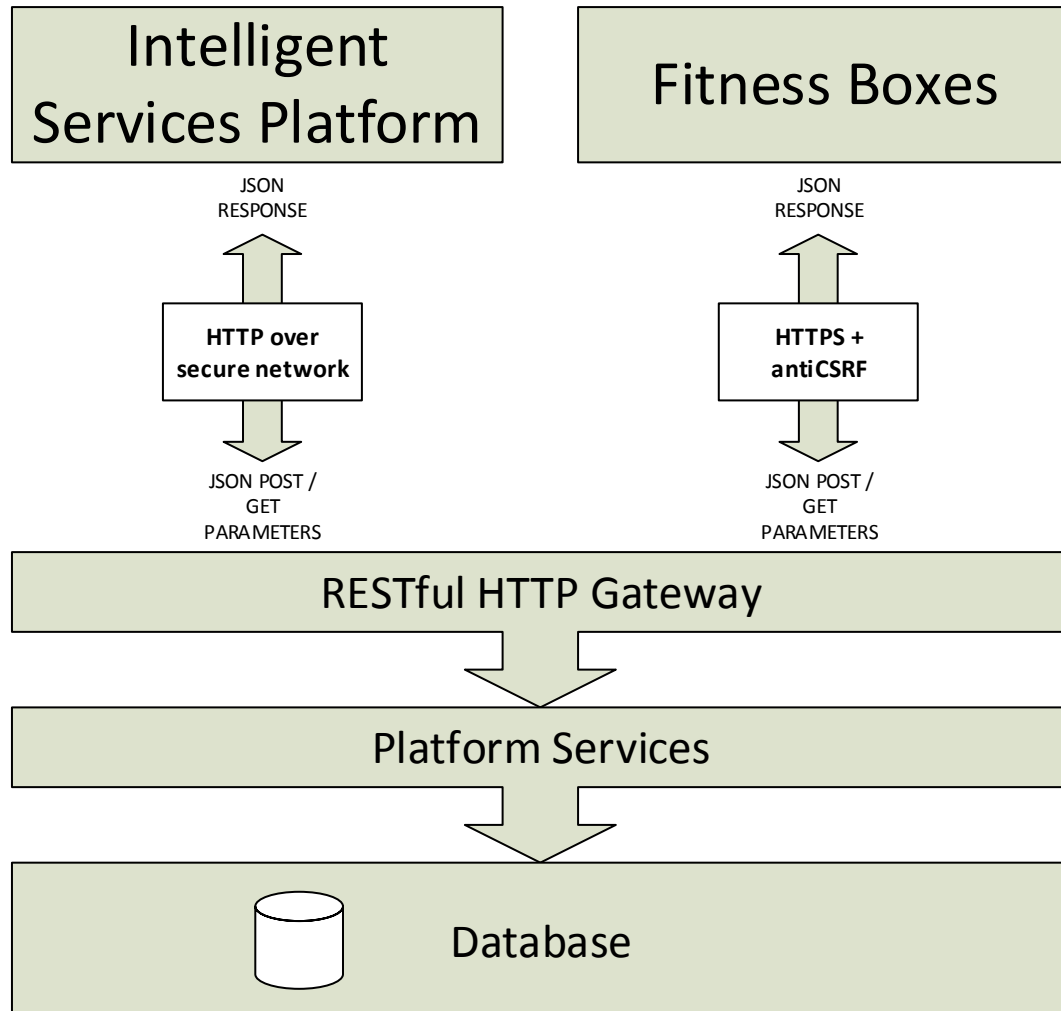 Intelligent
Services Platform
Fitness Boxes
JSON
RESPONSE
JSON
RESPONSE
HTTP over
secure network
HTTPS +
antiCSRF
JSON POST /
GET
PARAMETERS
JSON POST /
GET
PARAMETERS
RESTful HTTP Gateway
Platform Services
Database